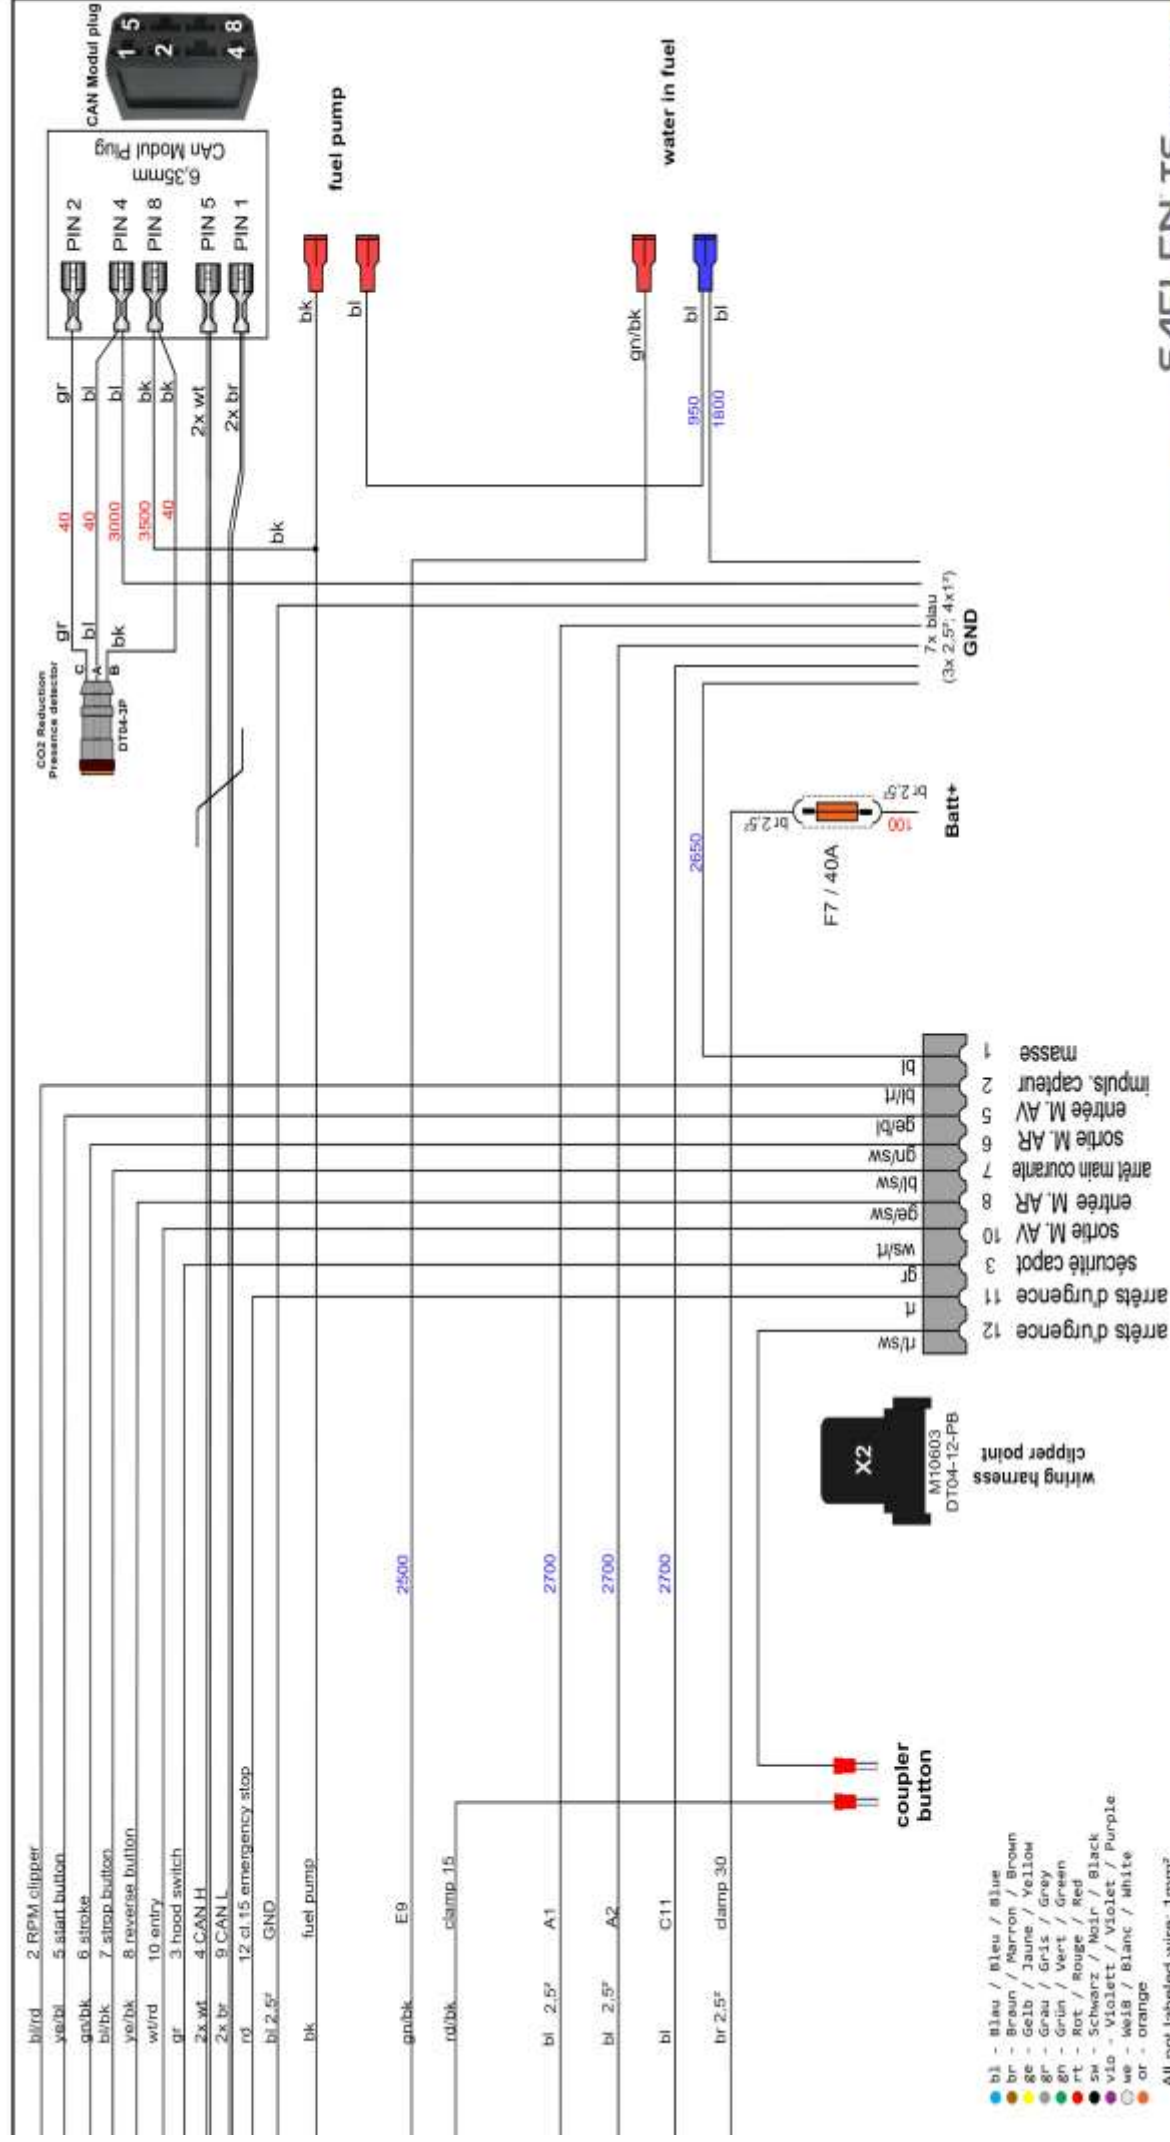 CAN Modul plug
1
5
2
4
8
CAn Modul Plug
6,35mm
PIN 2
PIN 4
PIN 8
PIN 5
PIN 1
fuel pump
water in fuel
gr
bl
bl
bk
bk
2x wt
2x br
bk
bl
gn/bk
bl
bl
40
40
3000
3500
40
950
1800
bk
gr
bl
bk
C
A
B
CO2 Reduction
Presence detector
DT04-3P
7x blau
(3x 2,5²; 4x1²)
GND
2650
br 2,5²
br 2,5²
100
Batt+
F7 / 40A
bl
bl/rt
ge/bl
gn/sw
bl/sw
ge/sw
ws/rt
gr
rt
rt/sw
1 masse
2 impuls. capteur
5 entrée M. AV
6 sortie M. AR
7 arrêt main courante
8 entrée M. AR
10 sortie M. AV
3 sécurité capot
11 arrêts d'urgence
12 arrêts d'urgence
X2
M10603
DT04-12-PB
wiring harness
clipper point
2500
2700
2700
2700
coupler
button
bl/rd 2 RPM clipper
ye/bl 5 start button
gn/bk 6 stroke
bl/bk 7 strop button
ye/bk 8 reverse button
wt/rd 10 entry
gr 3 hood switch
2x wt 4 CAN H
2x br 9 CAN L
rd 12 cl.15 emergency stop
bl 2,5² GND
bk fuel pump
gn/bk E9
rd/bk clamp 15
bl 2,5² A1
bl 2,5² A2
bl C11
br 2,5² clamp 30
bl - Blau / Bleu / Blue
br - Braun / Marron / Brown
ge - Gelb / Jaune / Yellow
gr - Grau / Gris / Grey
gn - Grün / Vert / Green
rt - Rot / Rouge / Red
sw - Schwarz / Noir / Black
vio - Violett / Violet / Purple
we - Weiß / Blanc / White
or - orange
All not labeled wire: 1mm²